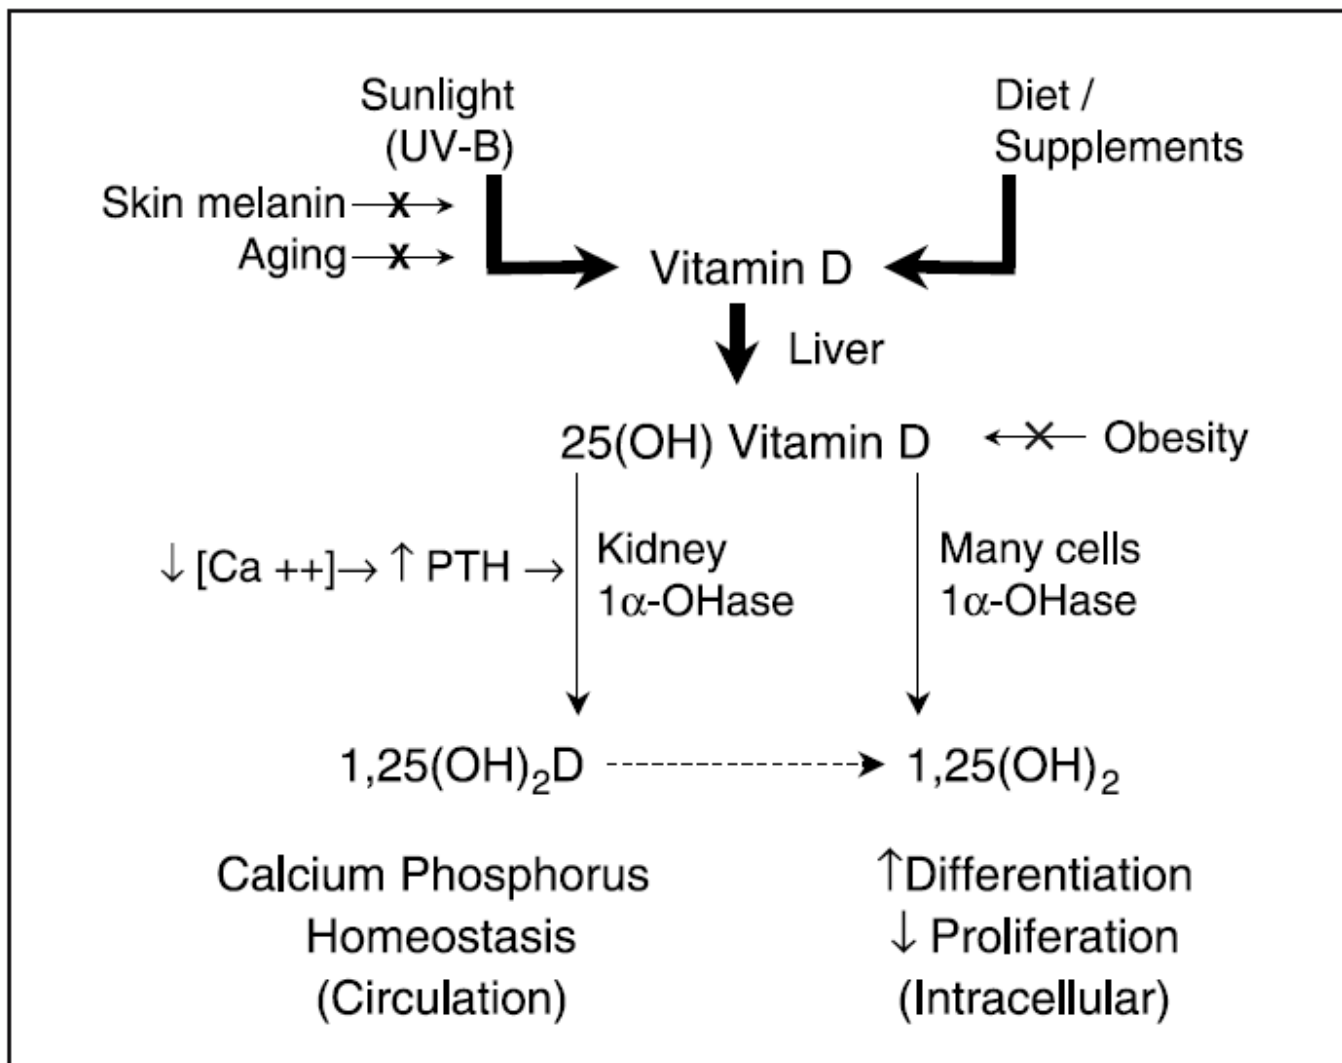 Sunlight
(UV-B)
Diet /
Supplements
Skin melanin
x
Aging
x
Vitamin D
Liver
25(OH) Vitamin D
Obesity
↓ [Ca ++]→ ↑ PTH →
Kidney
1α-OHase
Many cells
1α-OHase
1,25(OH)₂D
1,25(OH)₂
Calcium Phosphorus
Homeostasis
(Circulation)
↑Differentiation
↓ Proliferation
(Intracellular)